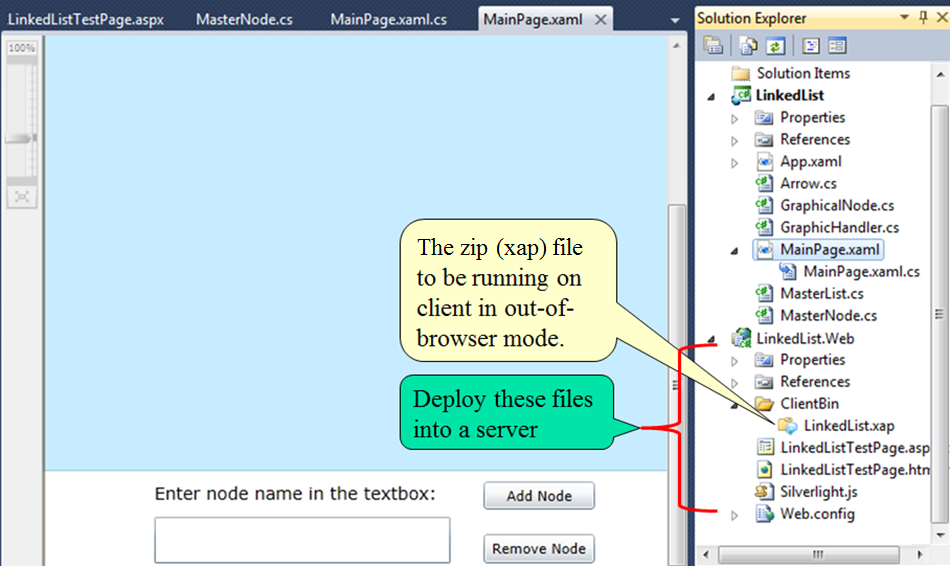 LinkedListTestPage.aspx MasterNode.cs MainPage.xaml.cs MainPage.xaml
100%
The zip (xap) file
to be running on
client in out-of-
browser mode.
Deploy these files
into a server
Enter node name in the textbox:
Add Node
Remove Node
Solution Explorer
Solution Items
LinkedList
Properties
References
App.xaml
Arrow.cs
GraphicalNode.cs
GraphicHandler.cs
MainPage.xaml
MainPage.xaml.cs
MasterList.cs
MasterNode.cs
LinkedList.Web
Properties
References
ClientBin
LinkedList.xap
LinkedListTestPage.asp
LinkedListTestPage.htm
Silverlight.js
Web.config